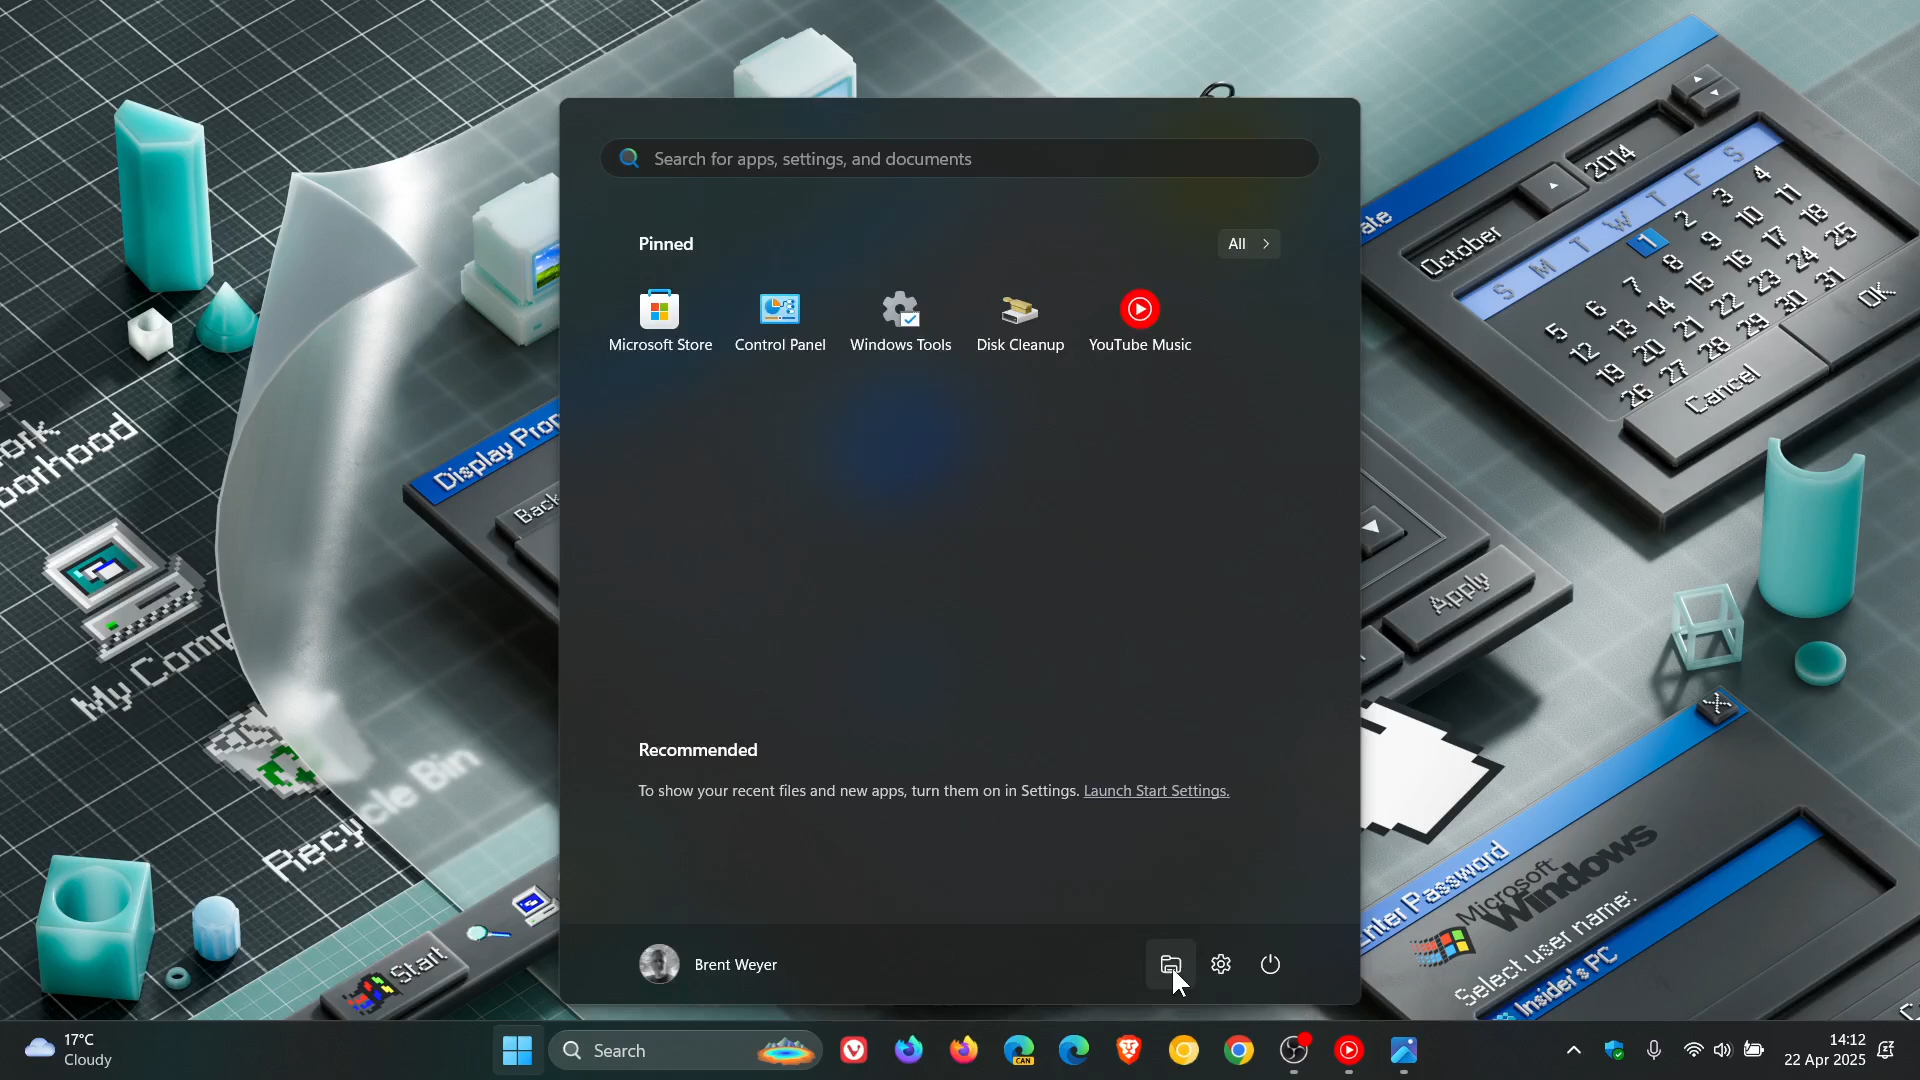 Search for apps, settings, and documents
Pinned
All
Microsoft Store
Control Panel
Windows Tools
Disk Cleanup
YouTube Music
Recommended
To show your recent files and new apps, turn them on in Settings. Launch Start Settings.
Brent Weyer
My Comp
Recycle Bin
Start
Display Prop
Back
October
2014
S M T W T F S
1 2 3 4
5 6 7 8 9 10 11
12 13 14 15 16 17 18
19 20 21 22 23 24 25
26 27 28 29 30 31
OK
Cancel
Apply
Enter Password
Microsoft
Windows
Select user name:
Insider's PC
17°C
Cloudy
Search
CAN
14:12
22 Apr 2025